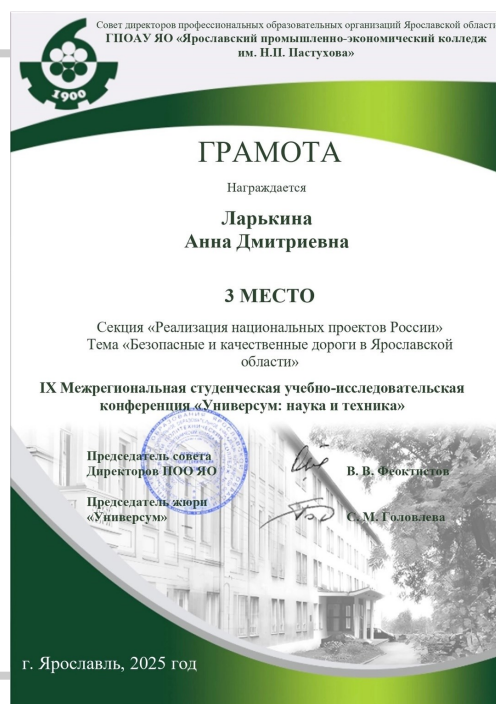 Совет директоров профессиональных образовательных организаций Ярославской области
ГПОАУ ЯО «Ярославский промышленно-экономический колледж
им. Н.П. Пастухова»
1900
ГРАМОТА
Награждается
Ларькина
Анна Дмитриевна
3 МЕСТО
Секция «Реализация национальных проектов России»
Тема «Безопасные и качественные дороги в Ярославской
области»
IX Межрегиональная студенческая учебно-исследовательская
конференция «Универсум: наука и техника»
Председатель совета
Директоров ПОО ЯО
В. В. Феоктистов
Председатель жюри
«Универсум»
С. М. Головлева
г. Ярославль, 2025 год